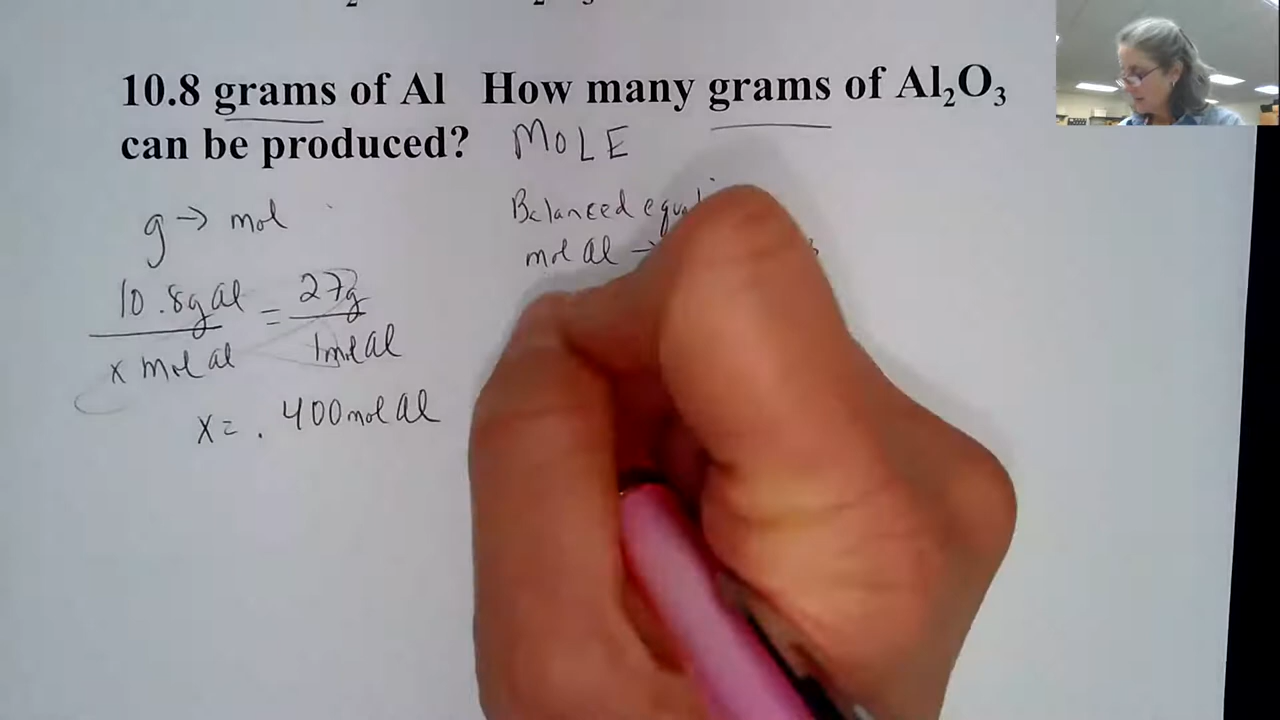 10.8 grams of Al How many grams of Al₂O₃
can be produced? MOLE
g → mol
Balanced
mol Al →
10.8g Al = 27g
x mol Al 1mol Al
x = .400 mol Al